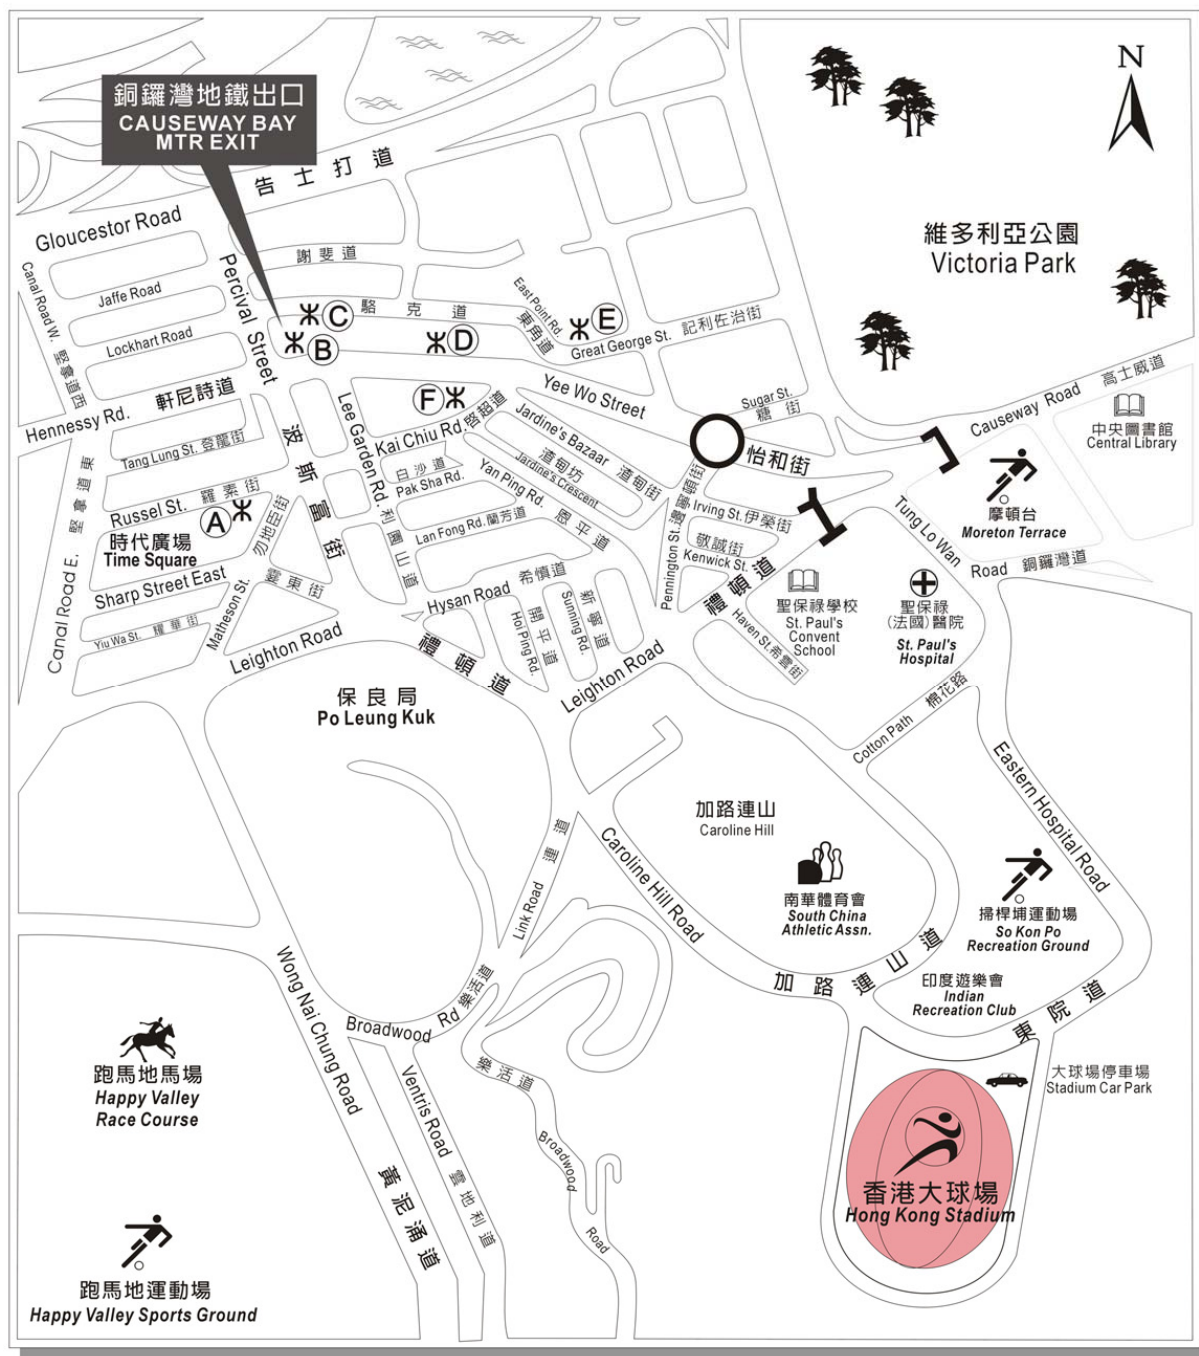 N
銅鑼灣地鐵出口
CAUSEWAY BAY
MTR EXIT
告士打道
Gloucestor Road
維多利亞公園
Victoria Park
謝斐道
Canal Road W. 堅拿道西
Jaffe Road
Percival Street
波斯富街
East Point Rd.
東角道
C
駱克道
E
Lockhart Road
B
D
Great George St. 記利佐治街
Hennessy Rd. 軒尼詩道
Yee Wo Street
怡和街
Sugar St.
糖街
Causeway Road 高士威道
中央圖書館
Central Library
F
Lee Garden Rd. 利園山道
Kai Chiu Rd. 啓超道
Jardine's Bazaar 渣甸街
渣甸坊
Jardine's Crescent
Tang Lung St. 登龍街
白沙道
Pak Sha Rd.
Yan Ping Rd. 恩平道
Russel St. 羅素街
A
Canal Road E. 堅拿道東
時代廣場
Time Square
勿地臣街
Matheson St.
Lan Fong Rd. 蘭芳道
Pennington St. 邊寧頓街
Irving St. 伊榮街
敬誠街
Kenwick St.
摩頓台
Moreton Terrace
Tung Lo Wan
Road 銅鑼灣道
Sharp Street East
霎東街
Hysan Road 希慎道
禮頓道
聖保祿學校
St. Paul's
Convent
School
聖保祿
(法國)醫院
St. Paul's
Hospital
Yiu Wa St. 耀華街
開平道
Hoi Ping Rd.
新寧道
Sunning Rd.
Haven St. 希雲街
Leighton Road
禮頓道
Leighton Road
保良局
Po Leung Kuk
Cotton Path 棉花路
Eastern Hospital Road
東院道
加路連山
Caroline Hill
Caroline Hill Road
加路連山道
Link Road 連道
南華體育會
South China
Athletic Assn.
掃桿埔運動場
So Kon Po
Recreation Ground
印度遊樂會
Indian
Recreation Club
Wong Nai Chung Road
黃泥涌道
Broadwood Rd 樂活道
樂活道
Broadwood
Road
Ventris Road 雲地利道
跑馬地馬場
Happy Valley
Race Course
大球場停車場
Stadium Car Park
香港大球場
Hong Kong Stadium
跑馬地運動場
Happy Valley Sports Ground